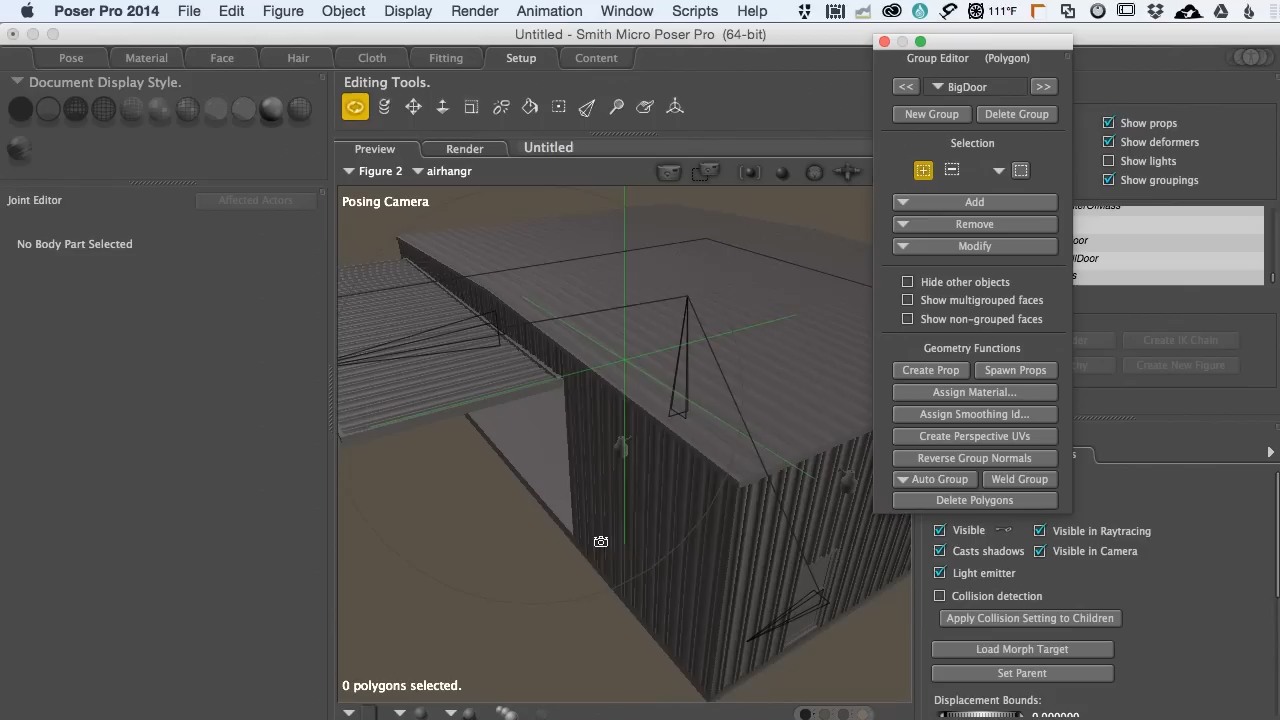 Poser Pro 2014 File Edit Figure Object Display Render Animation Window Scripts Help 111°F
Untitled - Smith Micro Poser Pro (64-bit)
Pose Material Face Hair Cloth Fitting Setup Content
Document Display Style.
Joint Editor Affected Actors
No Body Part Selected
Editing Tools.
Preview Render Untitled
Figure 2 airhangr
Posing Camera
0 polygons selected.
Group Editor (Polygon)
<< BigDoor >>
New Group Delete Group
Selection
Add
Remove
Modify
Hide other objects
Show multigrouped faces
Show non-grouped faces
Geometry Functions
Create Prop Spawn Props
Assign Material...
Assign Smoothing Id...
Create Perspective UVs
Reverse Group Normals
Auto Group Weld Group
Delete Polygons
Show props
Show deformers
Show lights
Show groupings
Create IK Chain
Create New Figure
Visible Visible in Raytracing
Casts shadows Visible in Camera
Light emitter
Collision detection
Apply Collision Setting to Children
Load Morph Target
Set Parent
Displacement Bounds:
0.000000